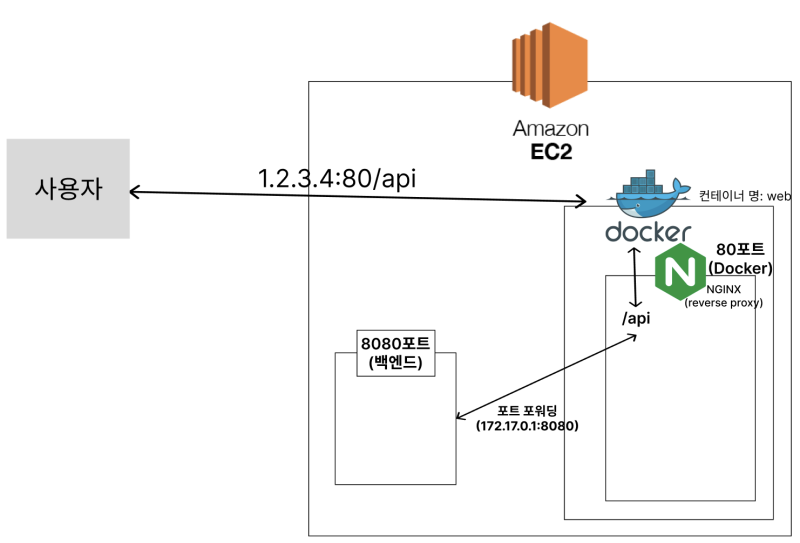 Amazon
EC2
사용자
1.2.3.4:80/api
컨테이너 명: web
docker
80포트
(Docker)
N
NGINX
(reverse proxy)
/api
8080포트
(백엔드)
포트 포워딩
(172.17.0.1:8080)